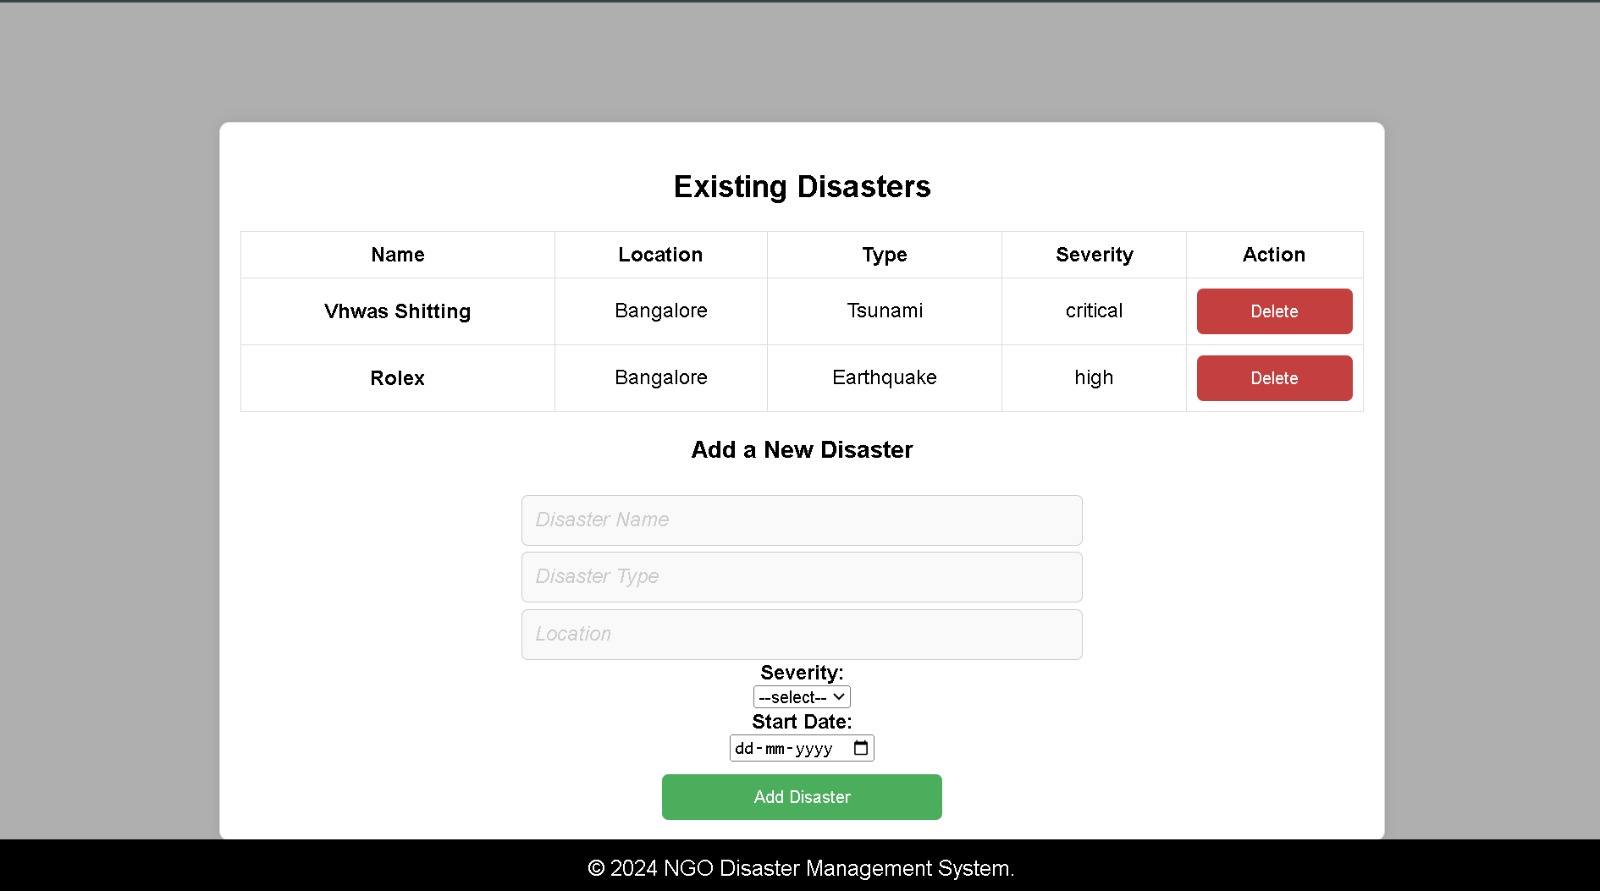 Existing Disasters
Name Location Type Severity Action
Vhwas Shitting Bangalore Tsunami critical Delete
Rolex Bangalore Earthquake high Delete
Add a New Disaster
Disaster Name
Disaster Type
Location
Severity:
--select--
Start Date:
dd-mm-yyyy
Add Disaster
© 2024 NGO Disaster Management System.